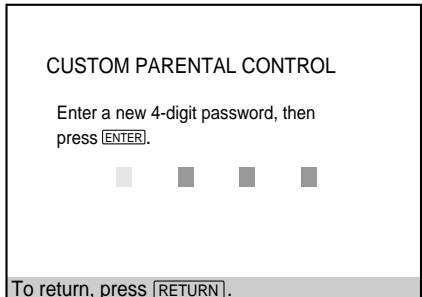 CUSTOM PARENTAL CONTROL
Enter a new 4-digit password, then
press ENTER.
To return, press RETURN.